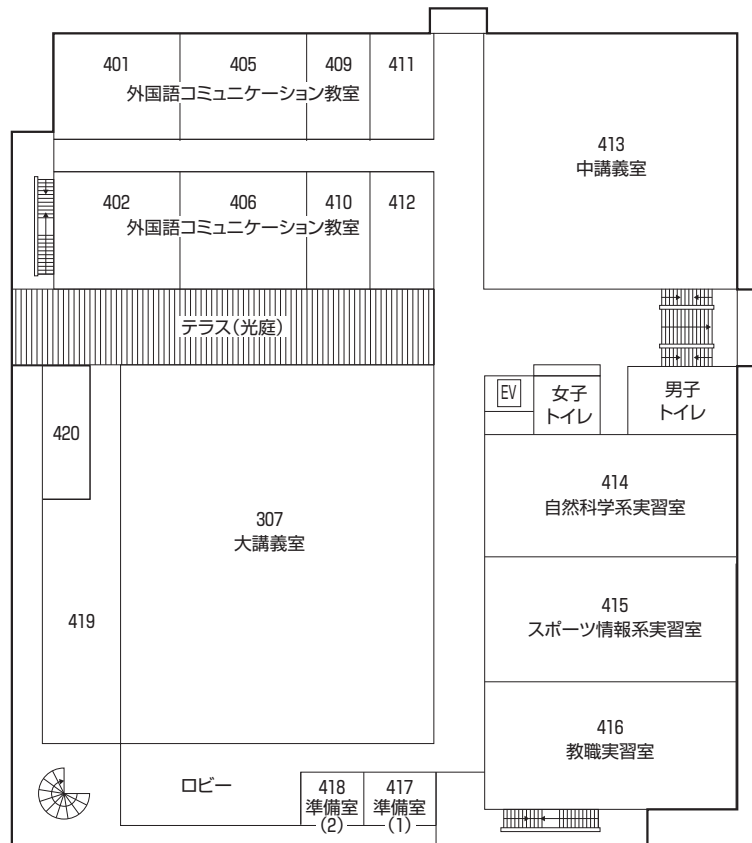 401
405
409
411
外国語コミュニケーション教室
413
中講義室
402
406
410
412
外国語コミュニケーション教室
テラス(光庭)
EV
女子
トイレ
男子
トイレ
420
414
自然科学系実習室
307
大講義室
415
スポーツ情報系実習室
419
416
教職実習室
ロビー
418
準備室
(2)
417
準備室
(1)